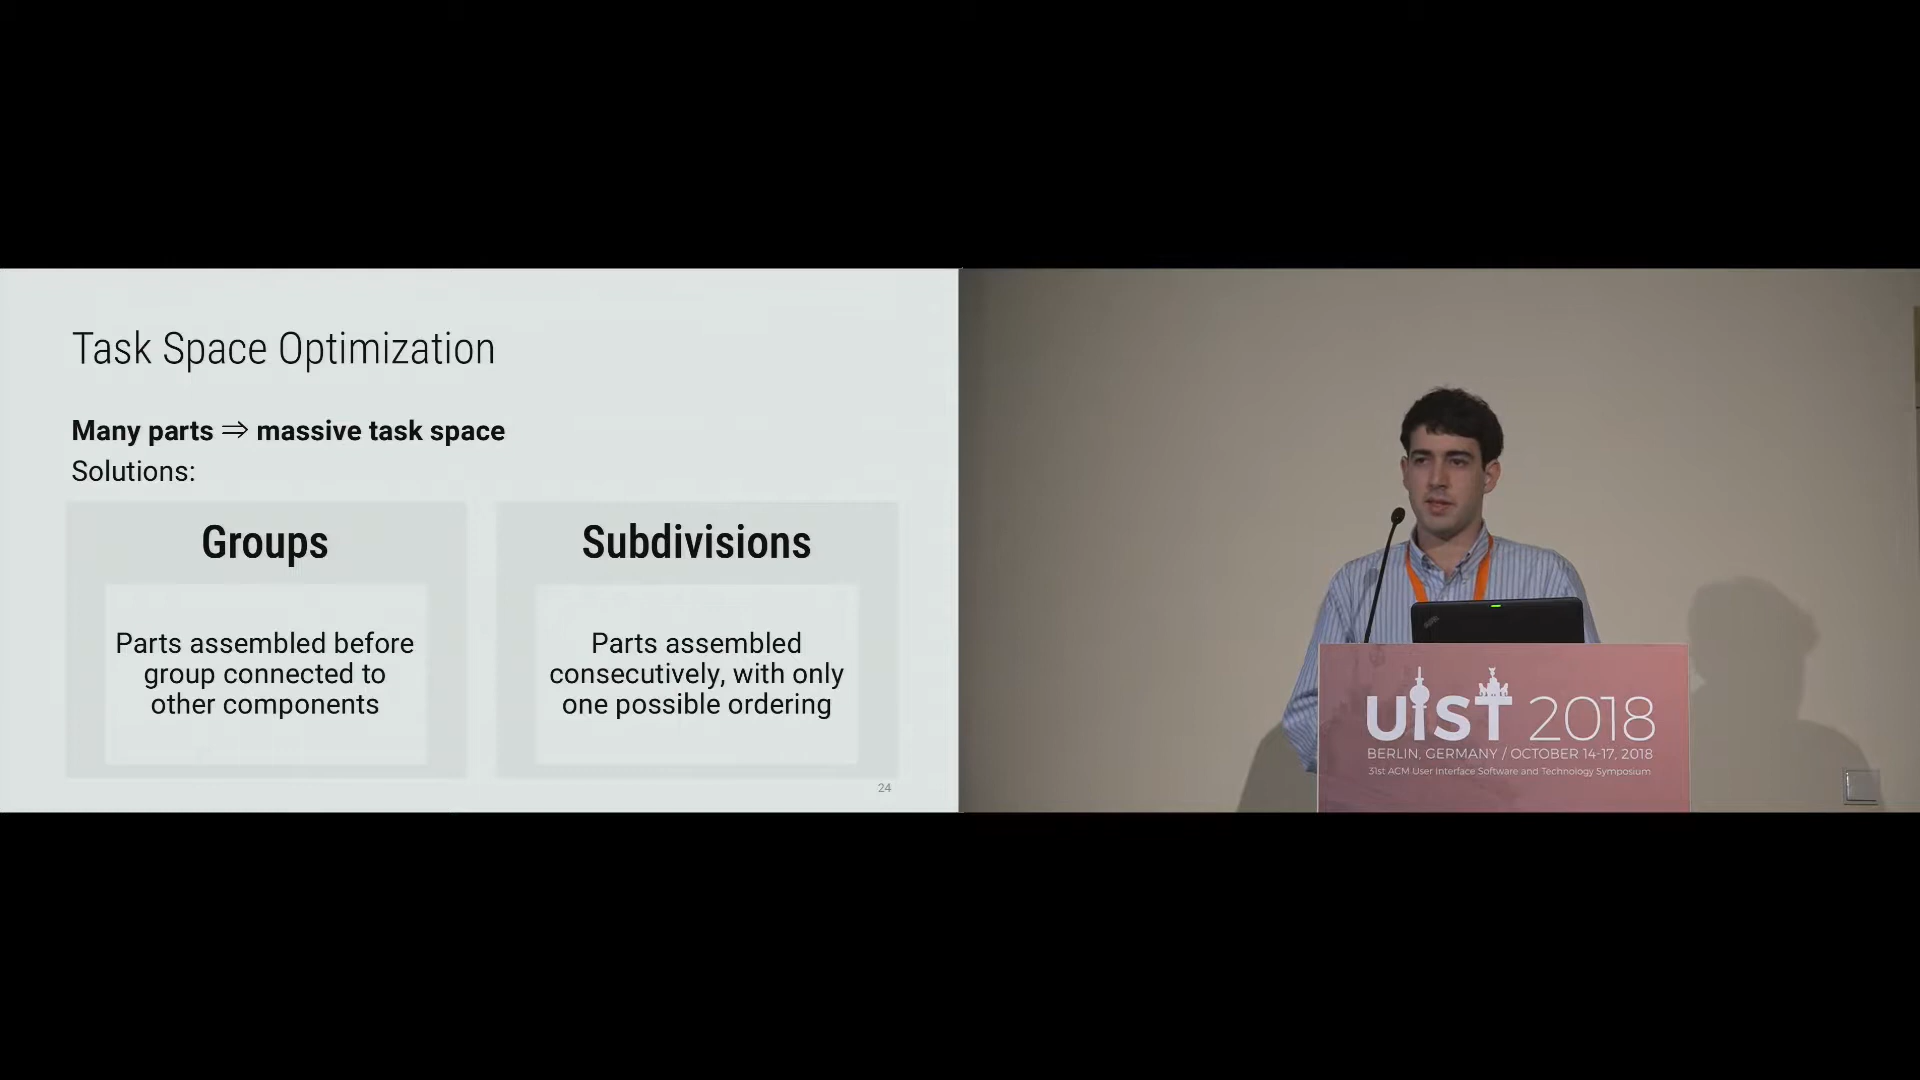 Task Space Optimization
Many parts ⇒ massive task space
Solutions:
Groups
Parts assembled before
group connected to
other components
Subdivisions
Parts assembled
consecutively, with only
one possible ordering
24
UIST 2018
BERLIN, GERMANY / OCTOBER 14-17, 2018
31st ACM User Interface Software and Technology Symposium